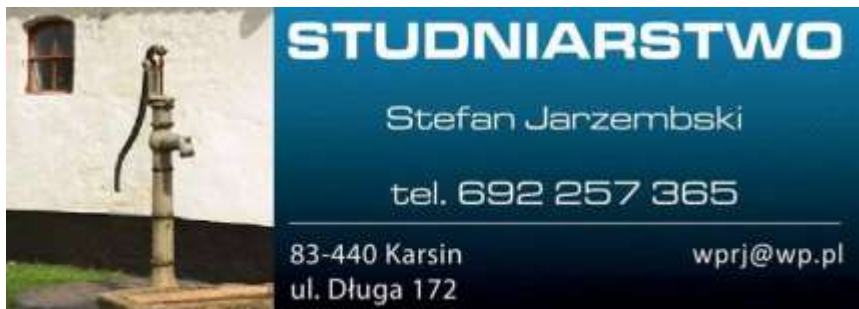 STUDNIARSTWO
Stefan Jarzembski
tel. 692 257 365
83-440 Karsin
wprj@wp.pl
ul. Długa 172